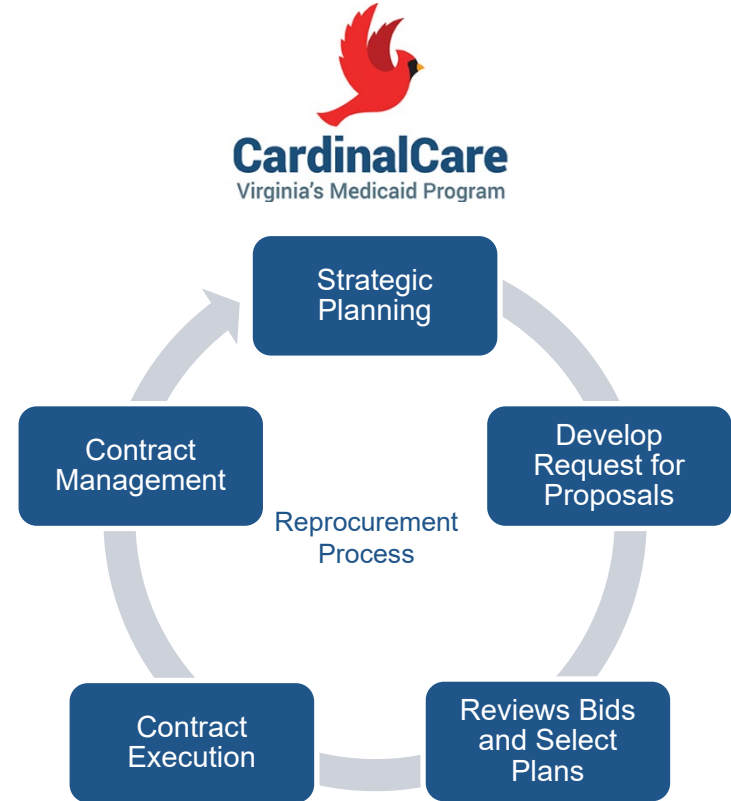 CardinalCare
Virginia's Medicaid Program
Strategic
Planning
Develop
Request for
Proposals
Reviews Bids
and Select
Plans
Contract
Execution
Contract
Management
Reprocurement
Process